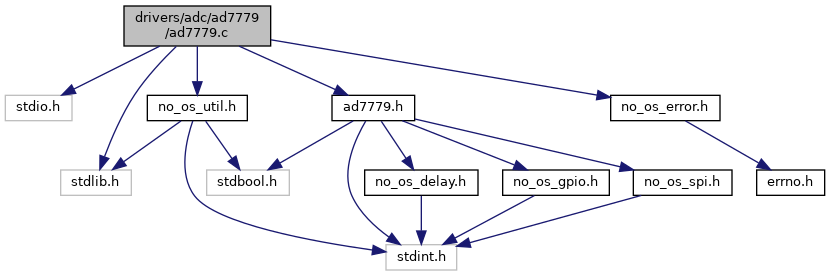 drivers/adc/ad7779
/ad7779.c
stdio.h
no_os_util.h
ad7779.h
no_os_error.h
stdlib.h
stdbool.h
no_os_delay.h
no_os_gpio.h
no_os_spi.h
errno.h
stdint.h